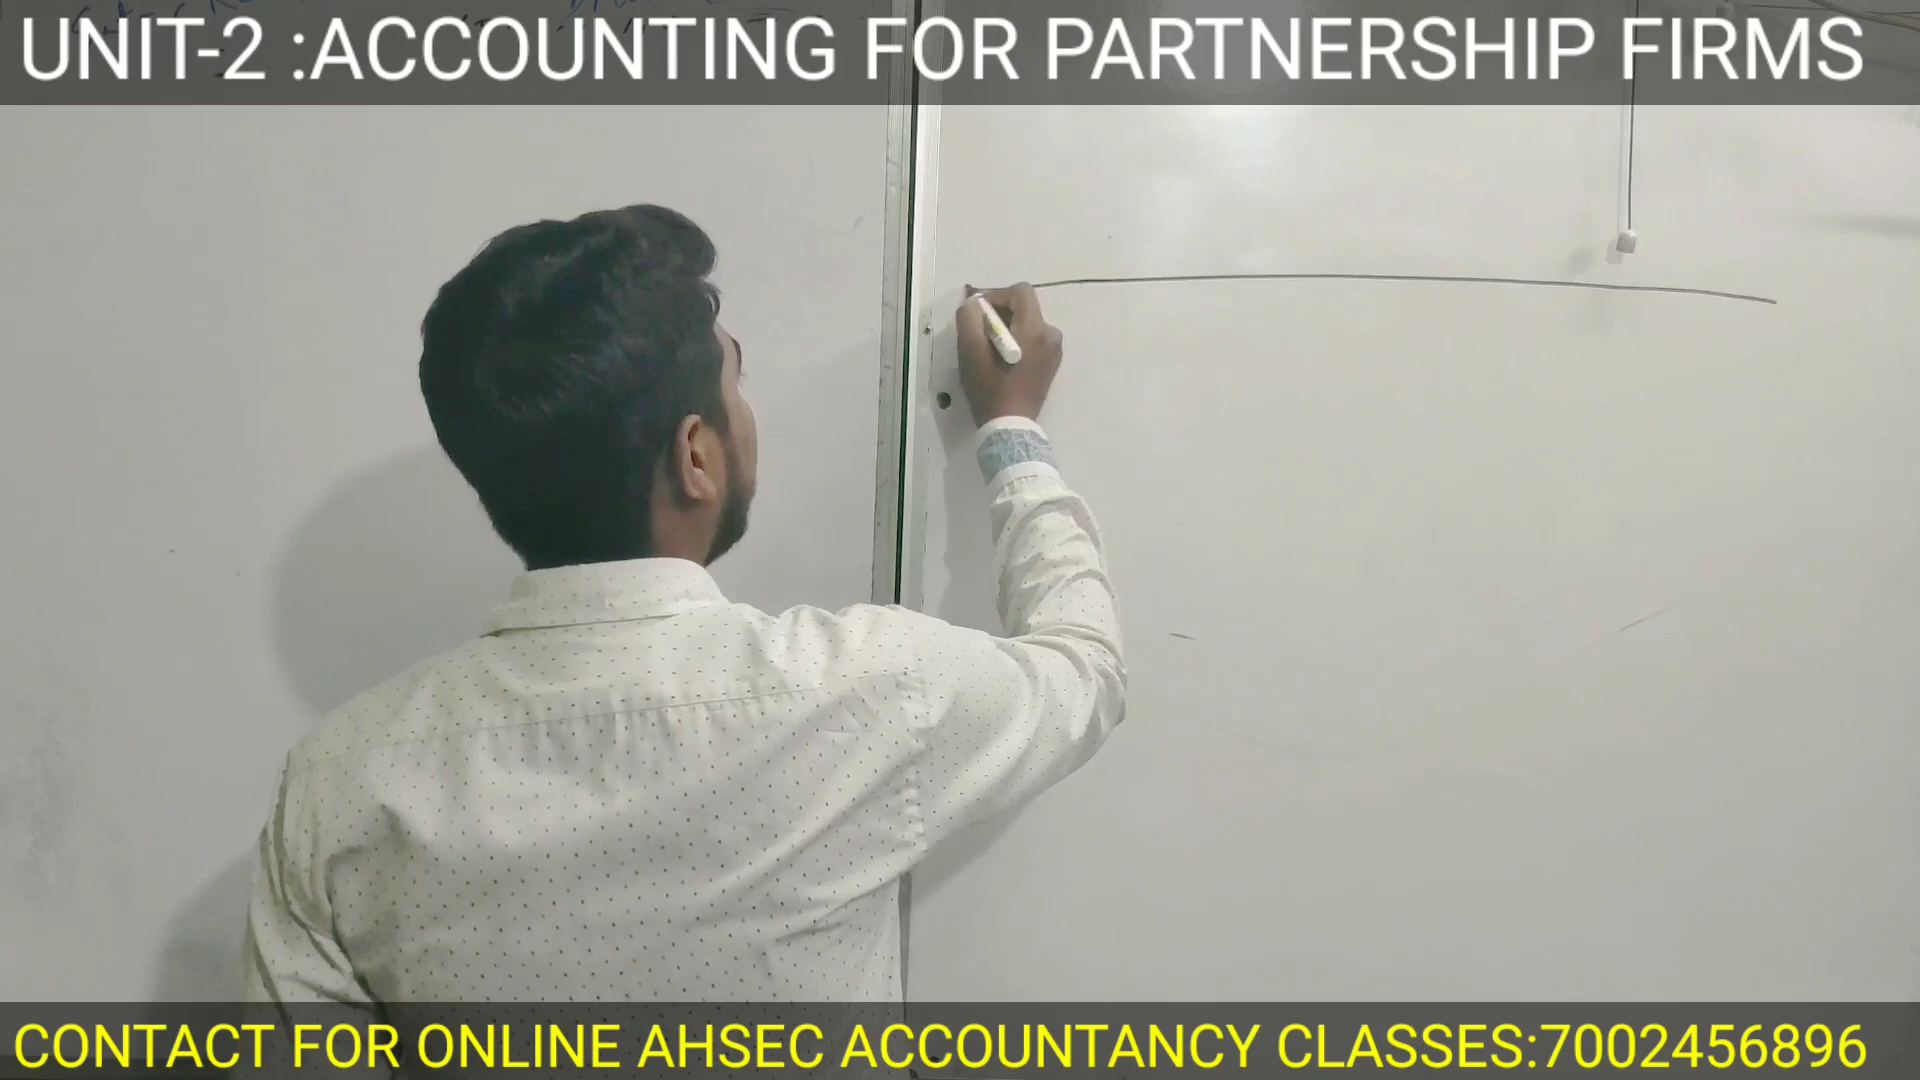 UNIT-2 :ACCOUNTING FOR PARTNERSHIP FIRMS
CONTACT FOR ONLINE AHSEC ACCOUNTANCY CLASSES:7002456896